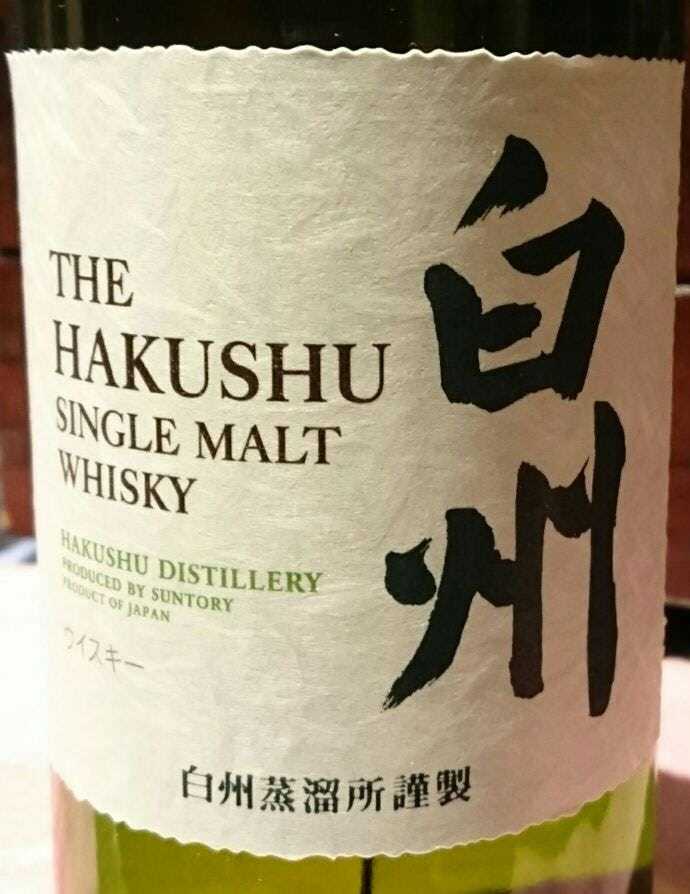 THE
HAKUSHU
SINGLE MALT
WHISKY
白州
HAKUSHU DISTILLERY
PRODUCED BY SUNTORY
PRODUCT OF JAPAN
ウイスキー
白州蒸溜所謹製